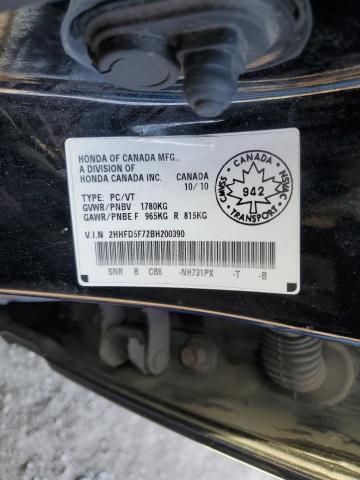 HONDA OF CANADA MFG.,
A DIVISION OF
HONDA CANADA INC. CANADA
10/10
TYPE: PC/VT
GVWR/PNBV 1780KG
GAWR/PNBE F 965KG R 815KG
V.I.N 2HHFD5F72BH200390
SNR B CB6 -NH731PX -T -B
CANADA
CMVSS
942
NSVAC
TRANSPORT